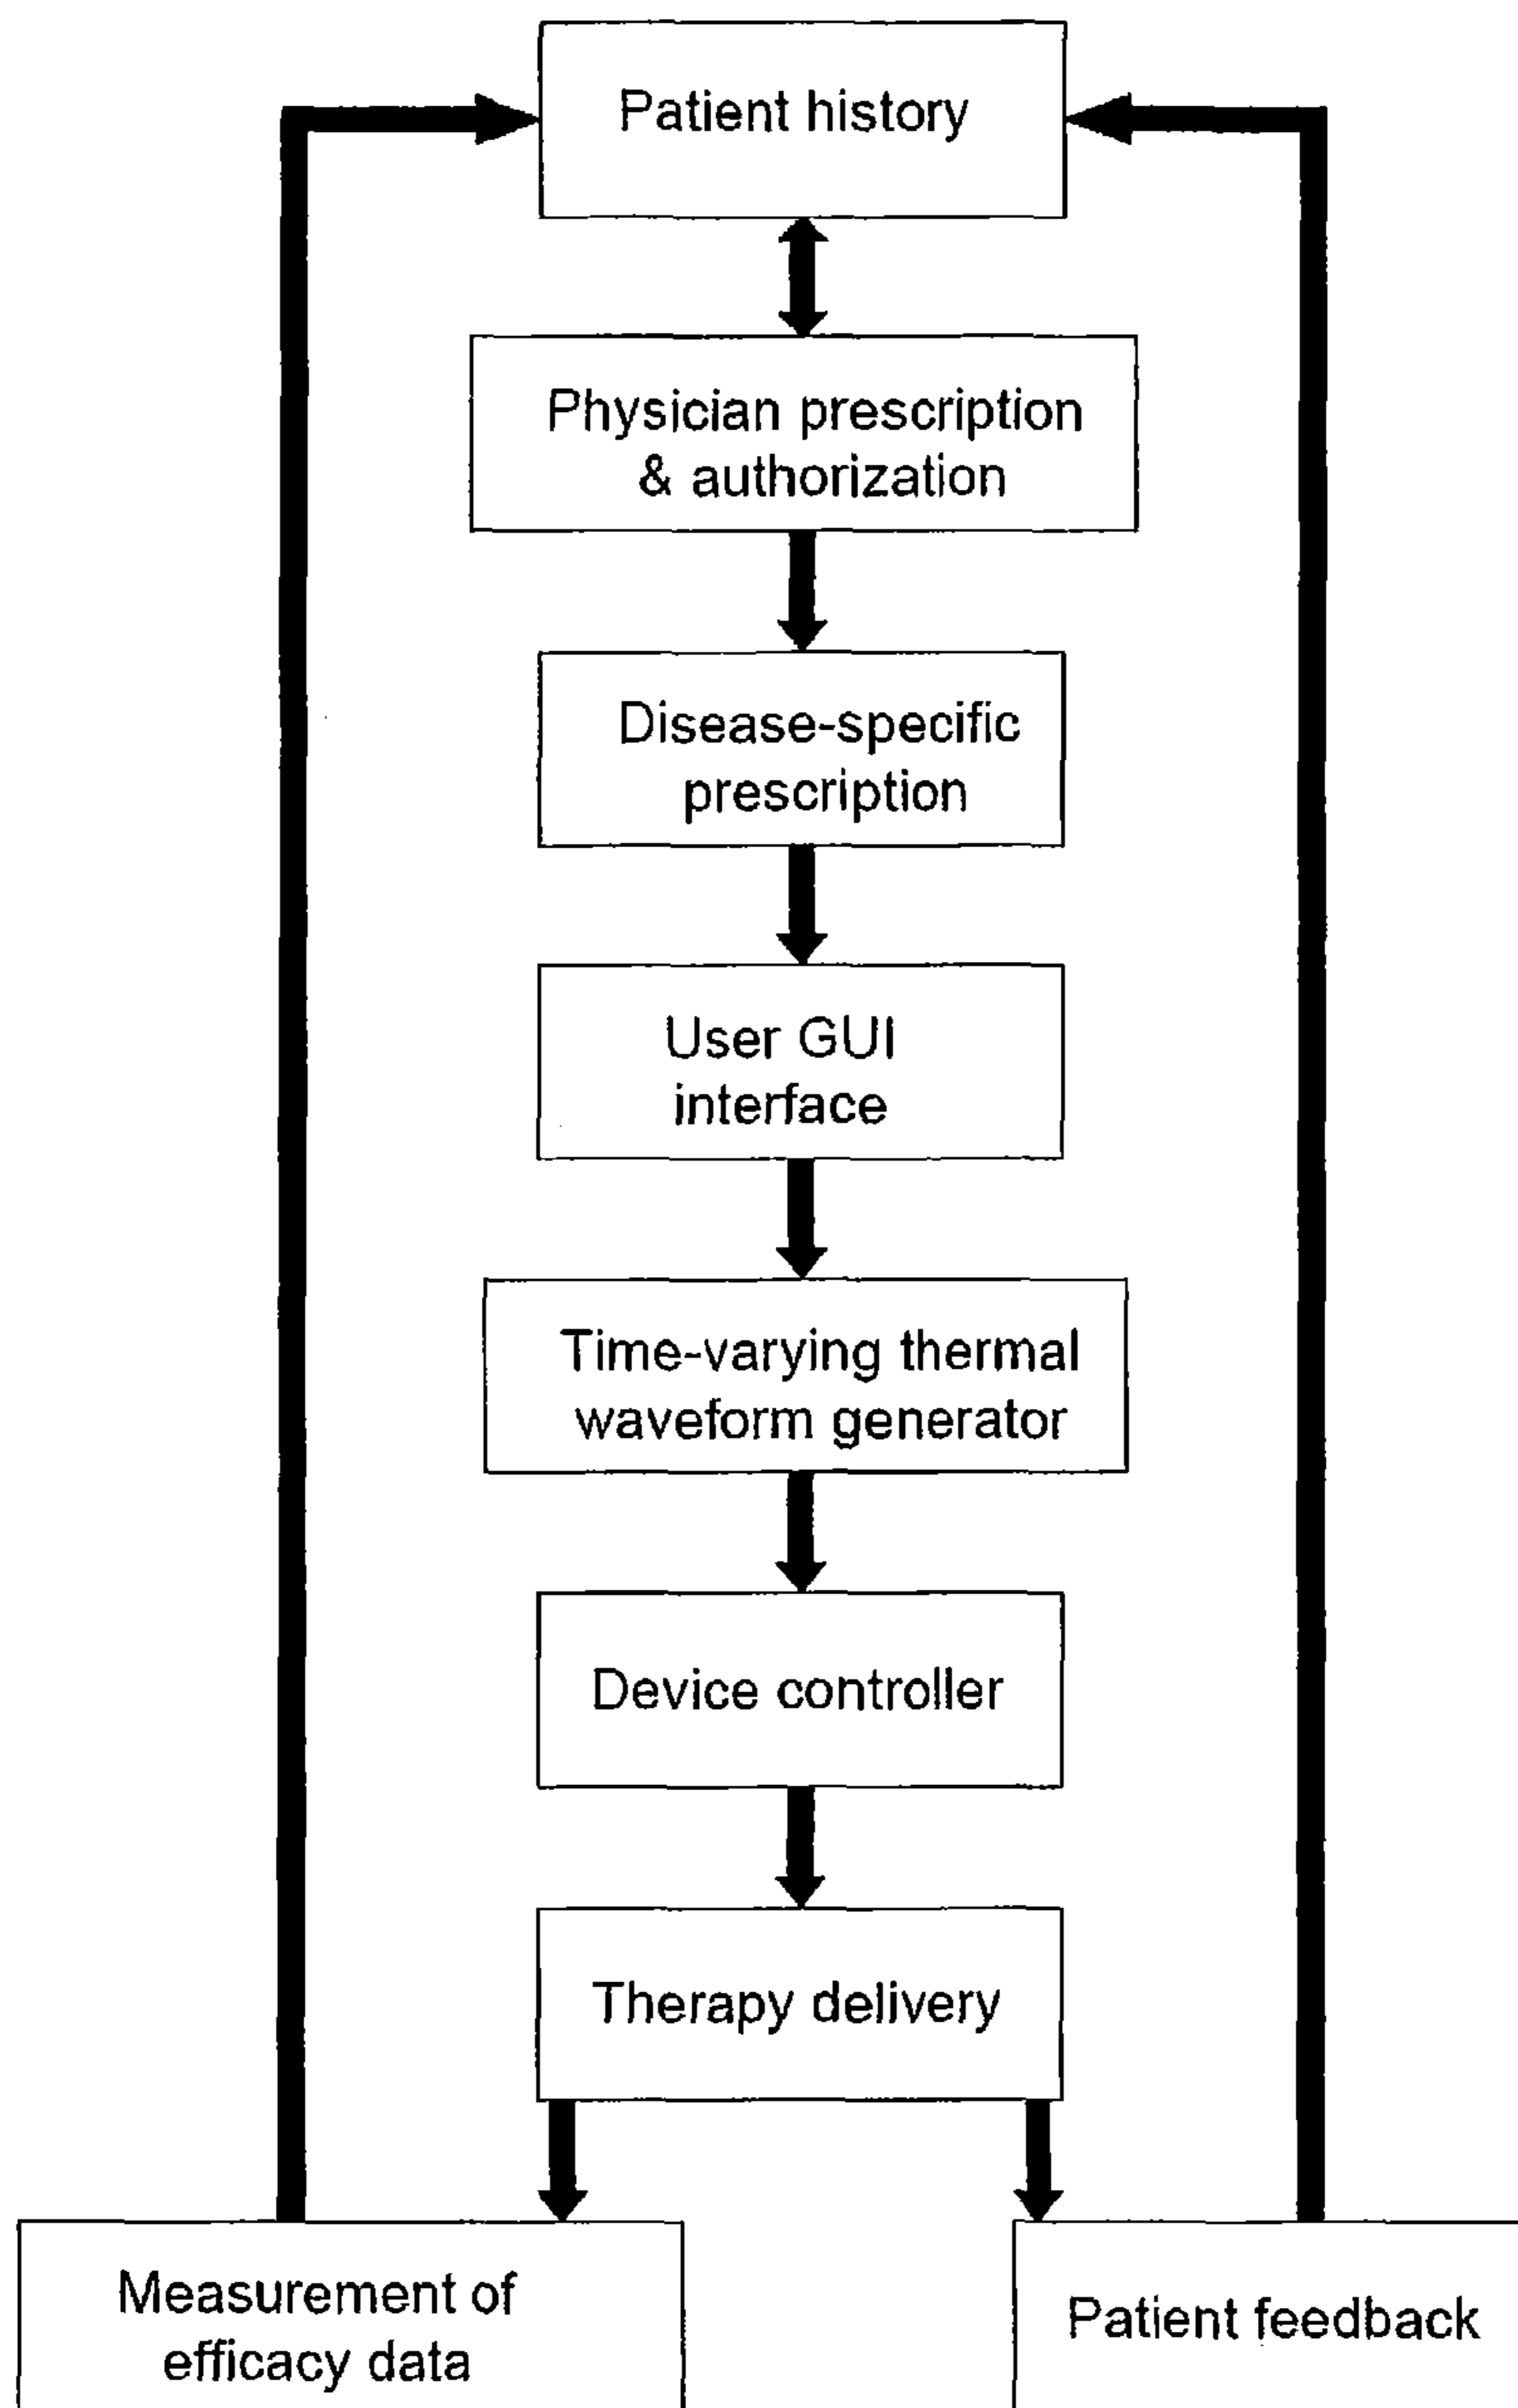 Patient history
Physician prescription
& authorization
Disease-specific
prescription
User GUI
interface
Time-varying thermal
waveform generator
Device controller
Therapy delivery
Measurement of
efficacy data
Patient feedback